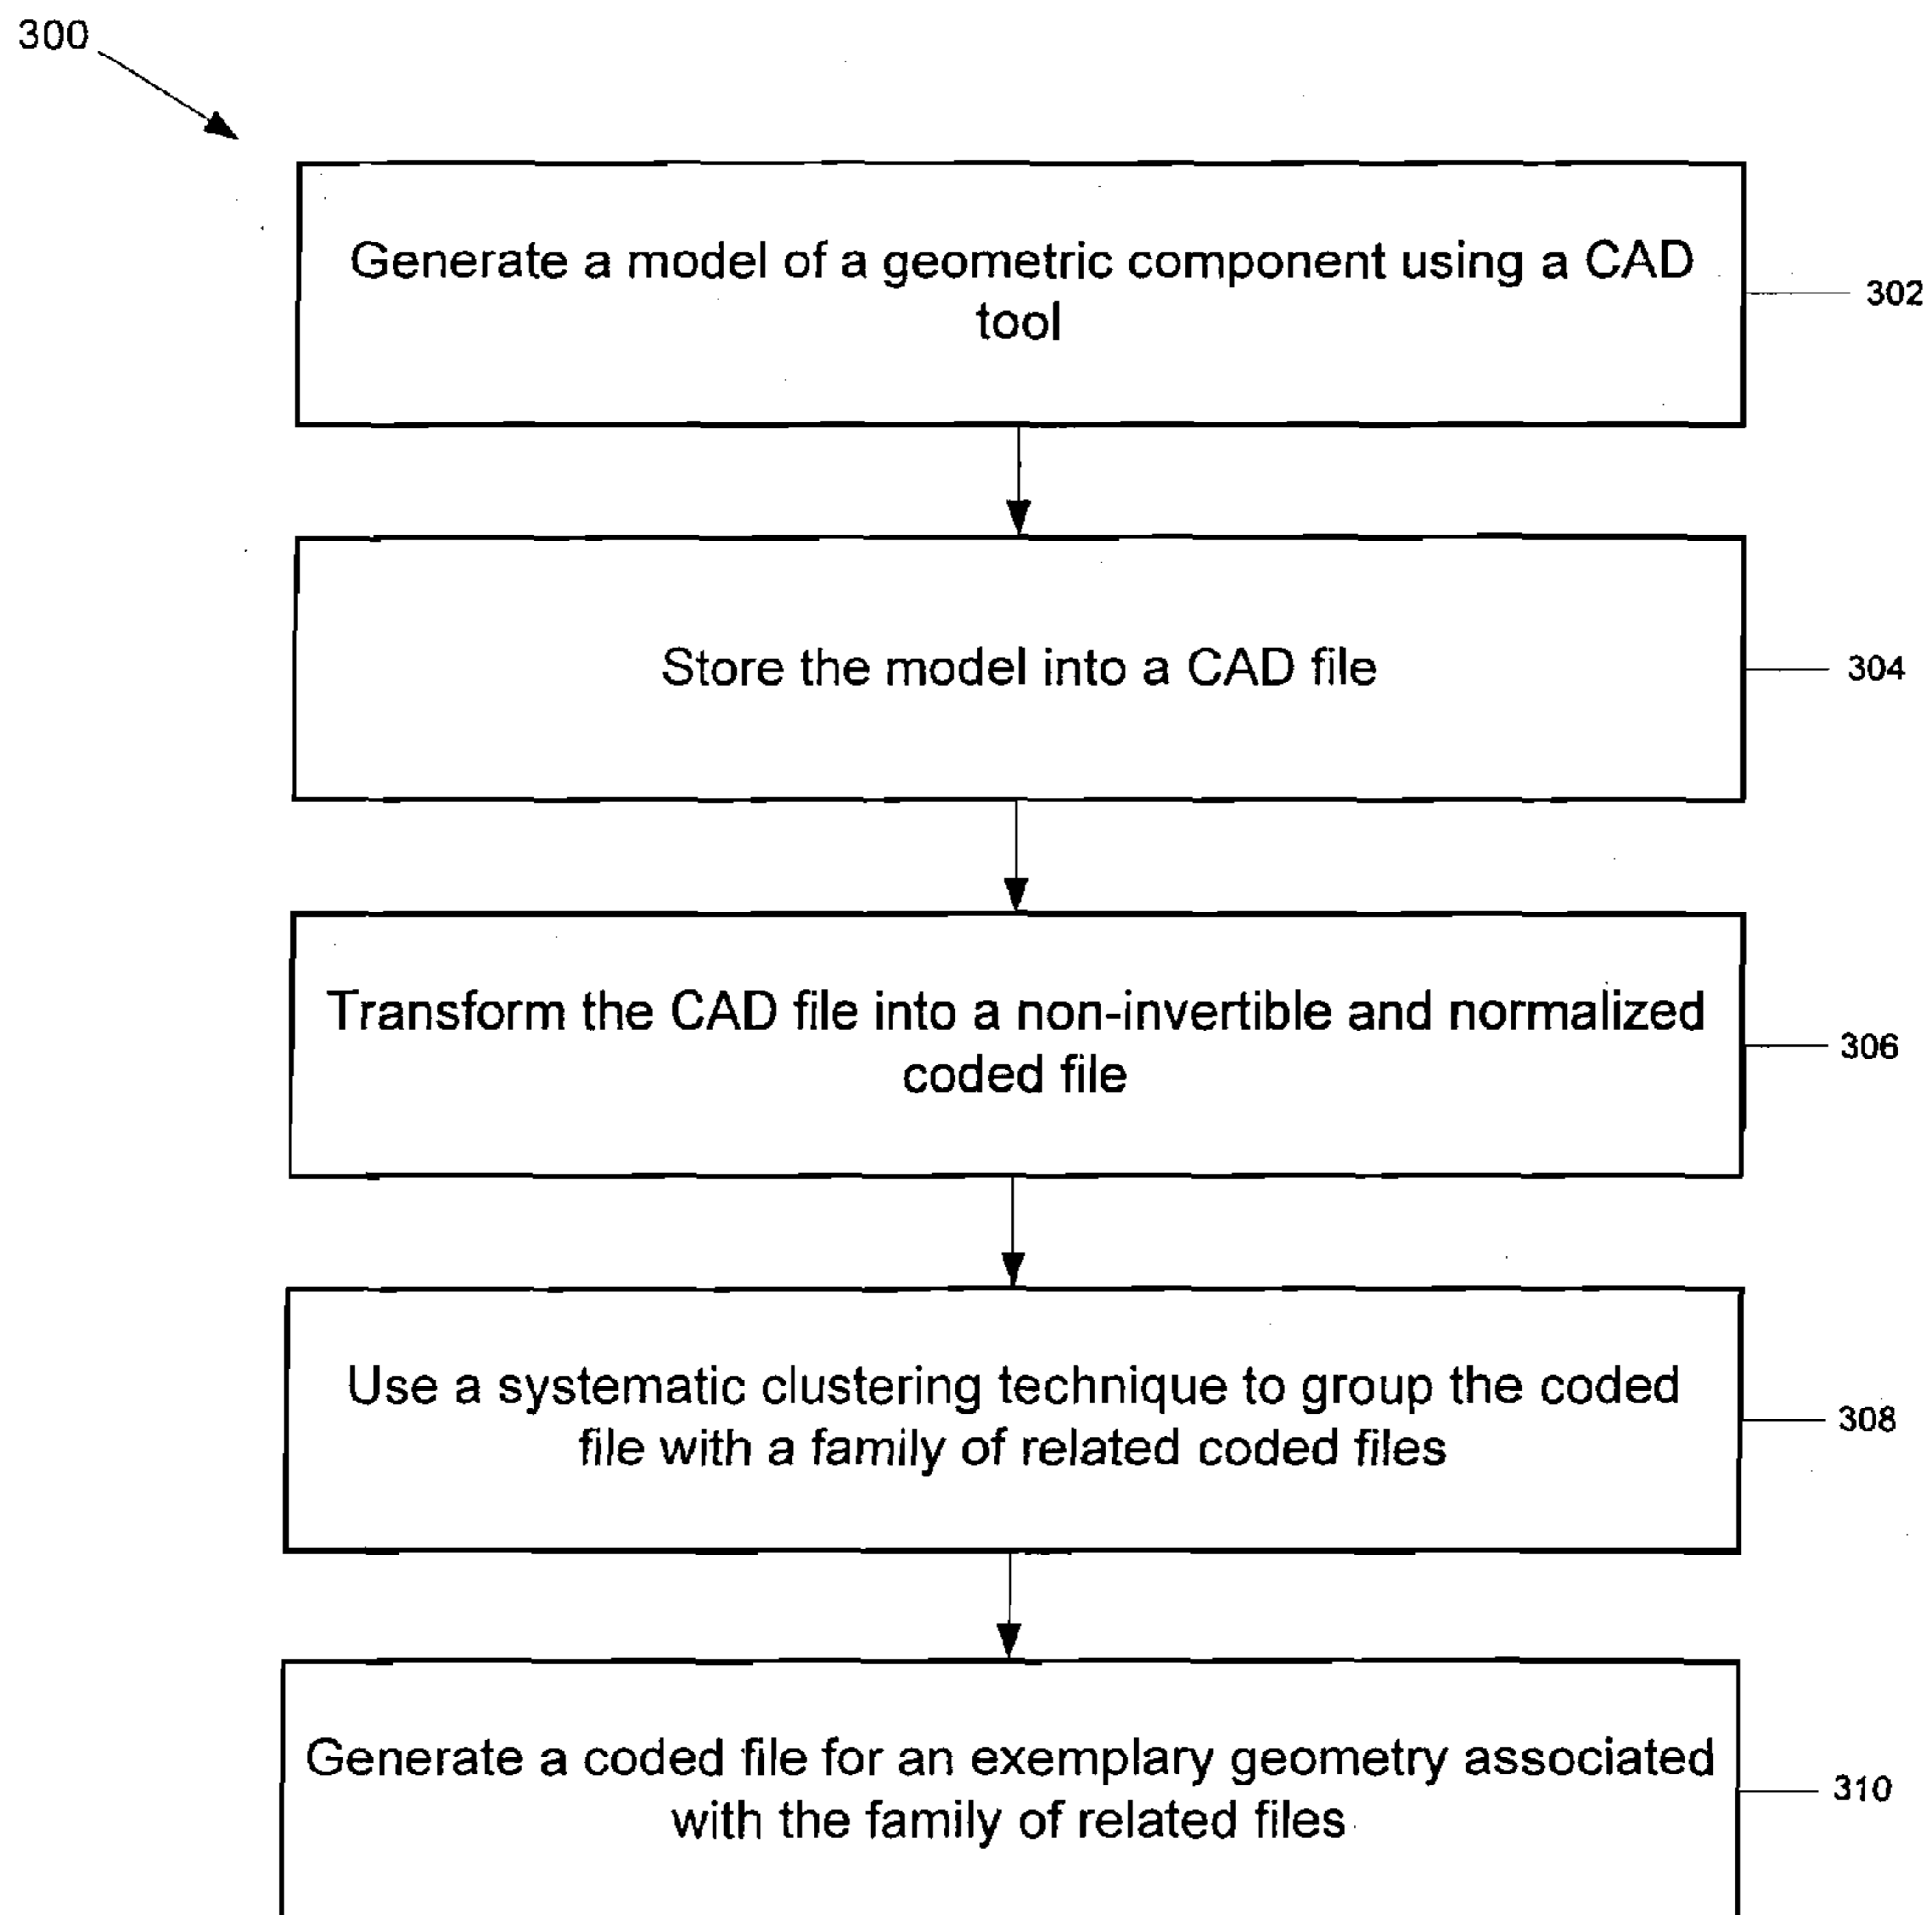 300
Generate a model of a geometric component using a CAD
tool
302
Store the model into a CAD file
304
Transform the CAD file into a non-invertible and normalized
coded file
306
Use a systematic clustering technique to group the coded
file with a family of related coded files
308
Generate a coded file for an exemplary geometry associated
with the family of related files
310